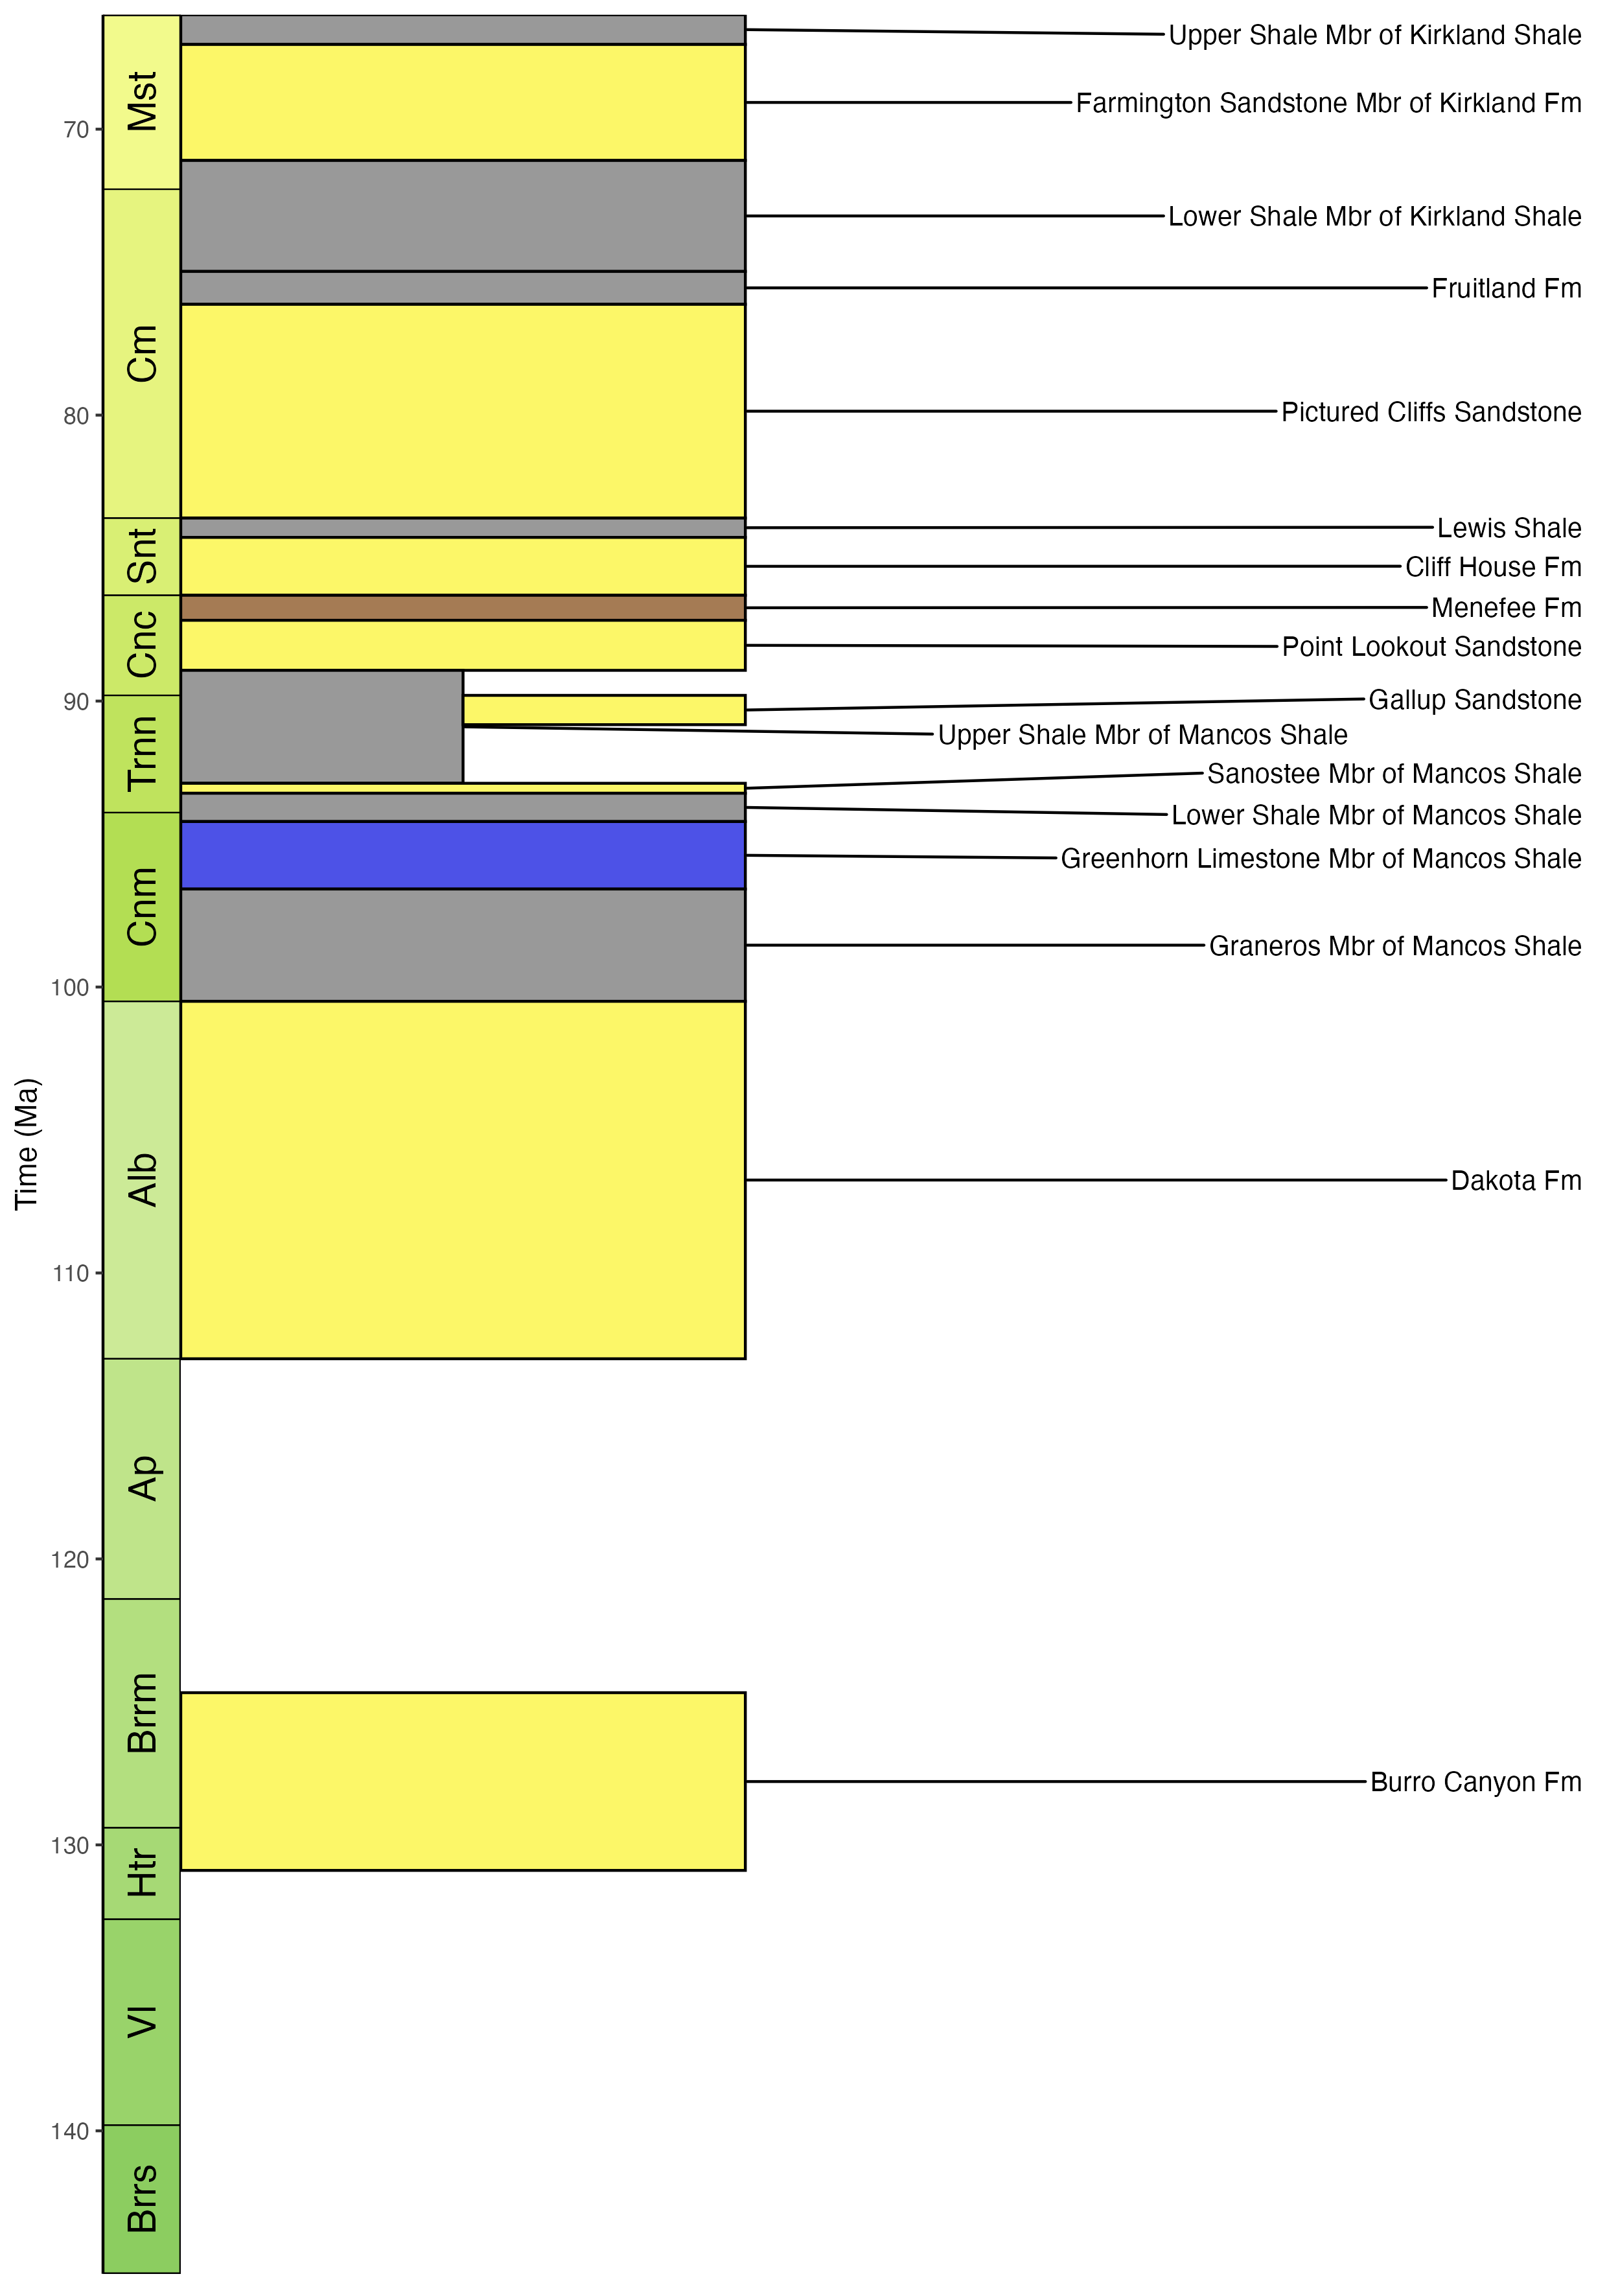 Time (Ma)
70
80
90
100
110
120
130
140
Mst
Cm
Snt
Cnc
Trnn
Cnm
Alb
Ap
Brrm
Htr
Vl
Brrs
Upper Shale Mbr of Kirkland Shale
Farmington Sandstone Mbr of Kirkland Fm
Lower Shale Mbr of Kirkland Shale
Fruitland Fm
Pictured Cliffs Sandstone
Lewis Shale
Cliff House Fm
Menefee Fm
Point Lookout Sandstone
Gallup Sandstone
Upper Shale Mbr of Mancos Shale
Sanostee Mbr of Mancos Shale
Lower Shale Mbr of Mancos Shale
Greenhorn Limestone Mbr of Mancos Shale
Graneros Mbr of Mancos Shale
Dakota Fm
Burro Canyon Fm